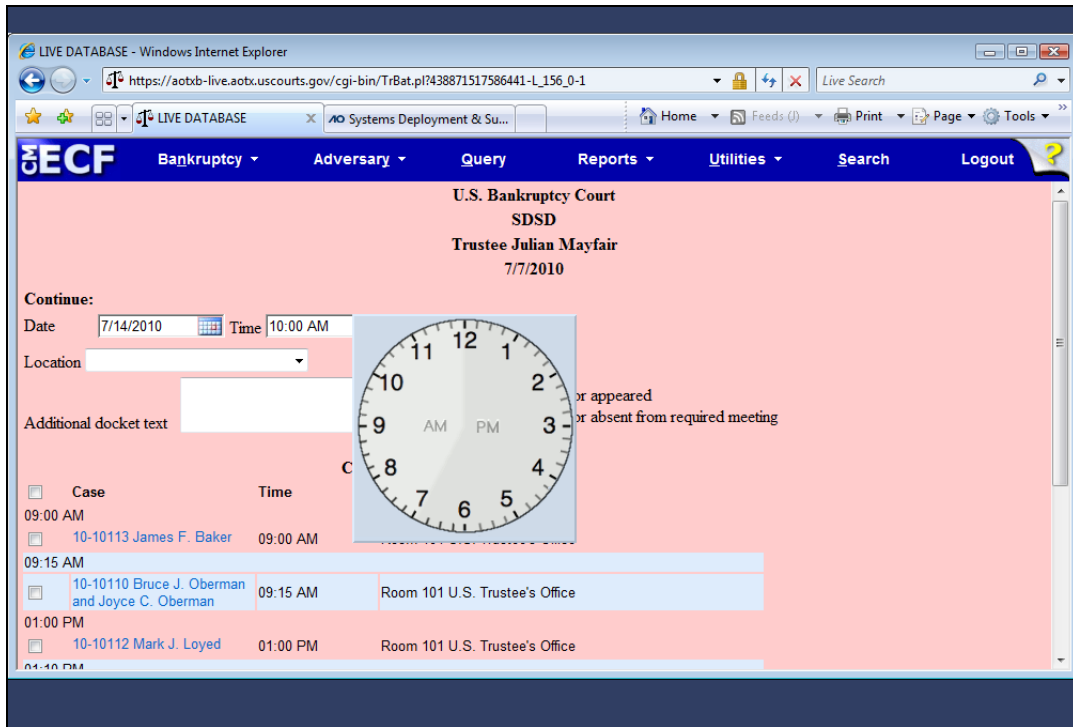 LIVE DATABASE - Windows Internet Explorer
https://aotxb-live.aotx.uscourts.gov/cgi-bin/TrBat.pl?438871517586441-L_156_0-1
Live Search
LIVE DATABASE x Systems Deployment & Su...
Home Feeds (J) Print Page Tools »
CM ECF Bankruptcy Adversary Query Reports Utilities Search Logout ?
U.S. Bankruptcy Court
SDSD
Trustee Julian Mayfair
7/7/2010
Continue:
Date 7/14/2010 Time 10:00 AM
Location
or appeared
Additional docket text or absent from required meeting
12 1 2 3 4 5 6 7 8 9 10 11
AM PM
C
Case Time
09:00 AM
10-10113 James F. Baker 09:00 AM
09:15 AM
10-10110 Bruce J. Oberman
and Joyce C. Oberman 09:15 AM Room 101 U.S. Trustee's Office
01:00 PM
10-10112 Mark J. Loyed 01:00 PM Room 101 U.S. Trustee's Office
01:10 PM